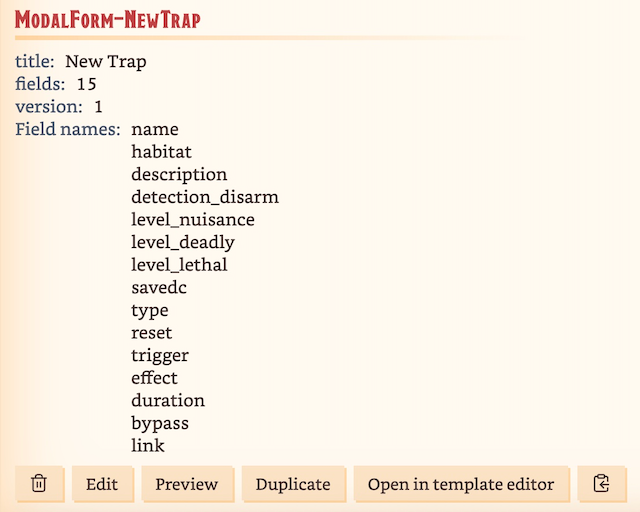 ModalForm-NewTrap
title: New Trap
fields: 15
version: 1
Field names: name
habitat
description
detection_disarm
level_nuisance
level_deadly
level_lethal
savedc
type
reset
trigger
effect
duration
bypass
link
Edit Preview Duplicate Open in template editor